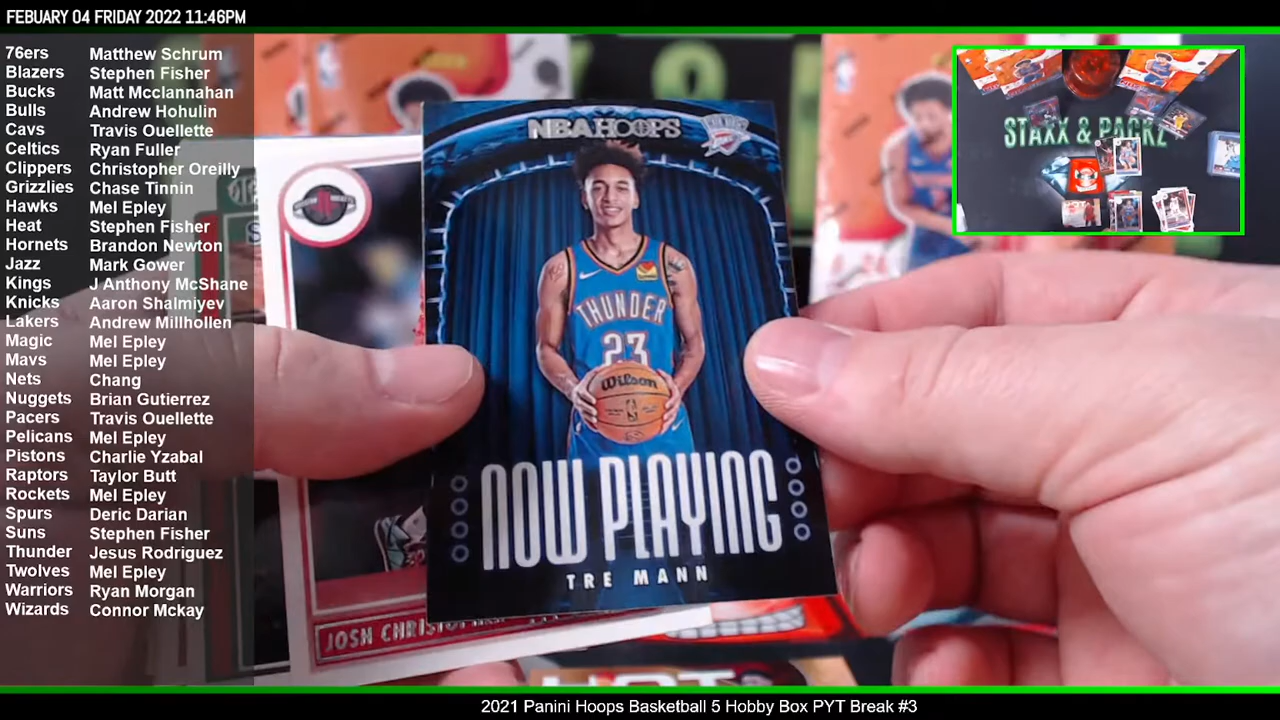 FEBUARY 04 FRIDAY 2022 11:46PM
76ers Matthew Schrum
Blazers Stephen Fisher
Bucks Matt Mcclannahan
Bulls Andrew Hohulin
Cavs Travis Ouellette
Celtics Ryan Fuller
Clippers Christopher Oreilly
Grizzlies Chase Tinnin
Hawks Mel Epley
Heat Stephen Fisher
Hornets Brandon Newton
Jazz Mark Gower
Kings J Anthony McShane
Knicks Aaron Shalmiyev
Lakers Andrew Millhollen
Magic Mel Epley
Mavs Mel Epley
Nets Chang
Nuggets Brian Gutierrez
Pacers Travis Ouellette
Pelicans Mel Epley
Pistons Charlie Yzabal
Raptors Taylor Butt
Rockets Mel Epley
Spurs Deric Darian
Suns Stephen Fisher
Thunder Jesus Rodriguez
Twolves Mel Epley
Warriors Ryan Morgan
Wizards Connor Mckay
NBA HOOPS
THUNDER
23
Wilson
NOW PLAYING
TRE MANN
JOSH
STAXX & PACKZ
2021 Panini Hoops Basketball 5 Hobby Box PYT Break #3